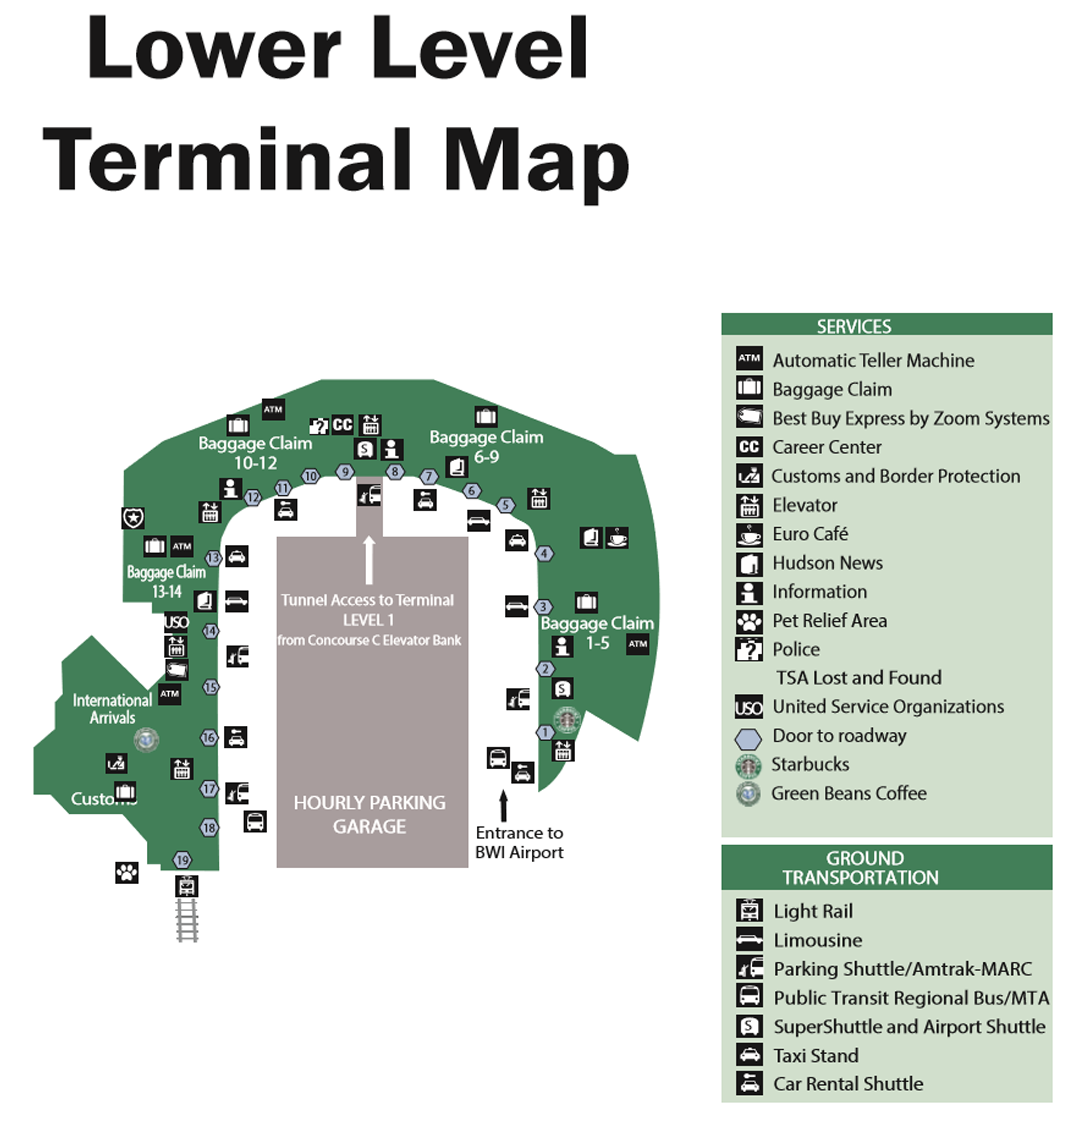 Lower Level
Terminal Map
ATM
CC
Baggage Claim
10-12
S
Baggage Claim
6-9
12
11
10
9
8
7
6
5
ATM
Baggage Claim
13-14
13
4
Tunnel Access to Terminal
LEVEL 1
from Concourse C Elevator Bank
3
Baggage Claim
1-5
ATM
USO
14
2
ATM
S
International
Arrivals
15
16
1
Customs
17
18
19
HOURLY PARKING
GARAGE
Entrance to
BWI Airport
SERVICES
ATM Automatic Teller Machine
Baggage Claim
Best Buy Express by Zoom Systems
CC Career Center
Customs and Border Protection
Elevator
Euro Café
Hudson News
Information
Pet Relief Area
? Police
TSA Lost and Found
USO United Service Organizations
Door to roadway
Starbucks
Green Beans Coffee
GROUND
TRANSPORTATION
Light Rail
Limousine
Parking Shuttle/Amtrak-MARC
Public Transit Regional Bus/MTA
S SuperShuttle and Airport Shuttle
Taxi Stand
Car Rental Shuttle